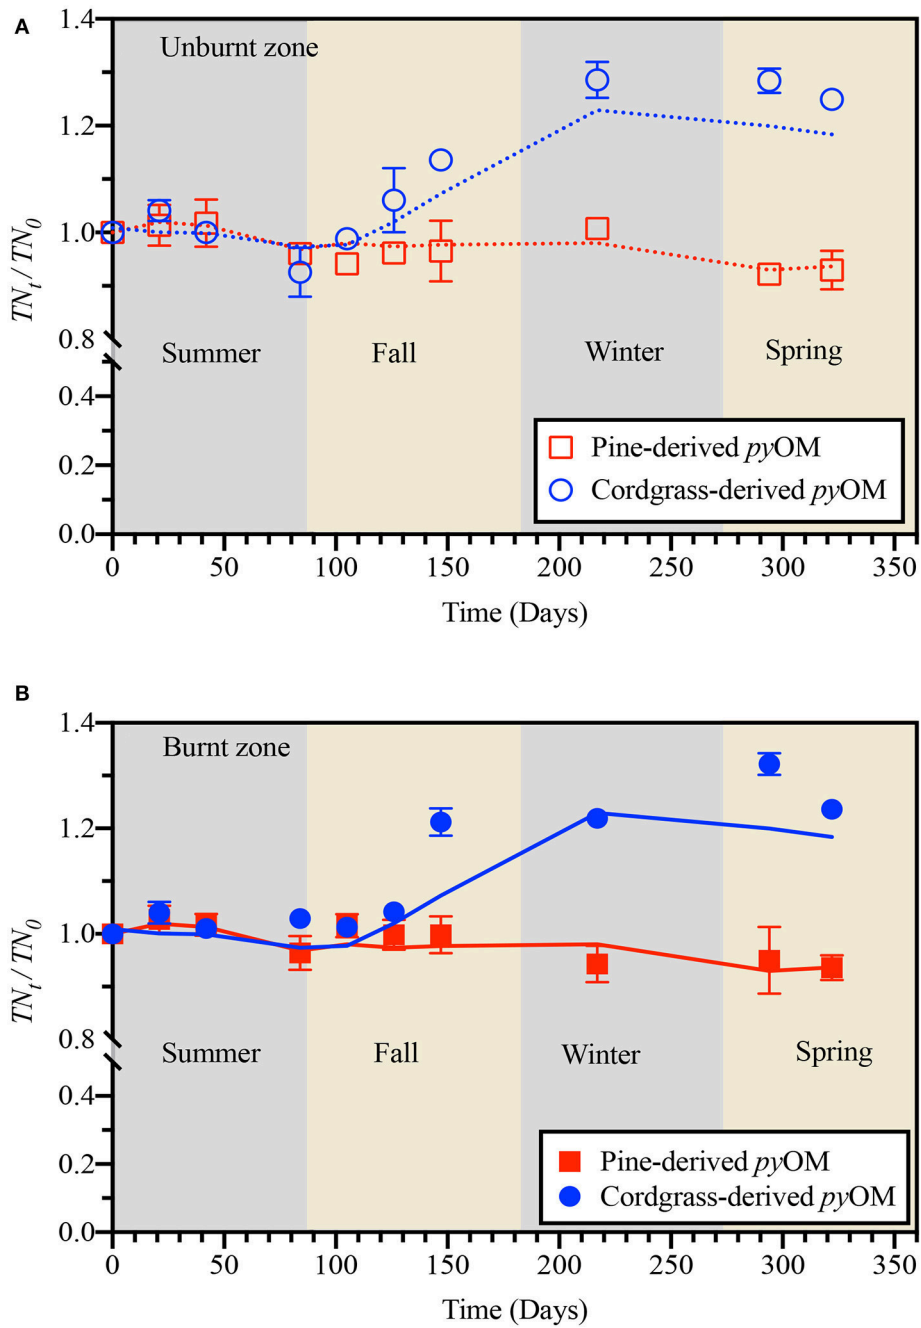 A
1.4
Unburnt zone
1.2
1.0
TNt / TN0
0.8
Summer Fall Winter Spring
0.4
Pine-derived pyOM
0.2
Cordgrass-derived pyOM
0.0
0 50 100 150 200 250 300 350
Time (Days)
B
1.4
Burnt zone
1.2
1.0
TNt / TN0
0.8
Summer Fall Winter Spring
0.4
0.2
Pine-derived pyOM
Cordgrass-derived pyOM
0.0
0 50 100 150 200 250 300 350
Time (Days)